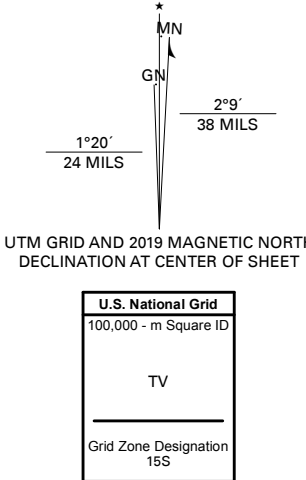 ★
MN
GN
2°9´
38 MILS
1°20´
24 MILS
UTM GRID AND 2019 MAGNETIC NORTH
DECLINATION AT CENTER OF SHEET
U.S. National Grid
100,000 - m Square ID
TV
Grid Zone Designation
15S